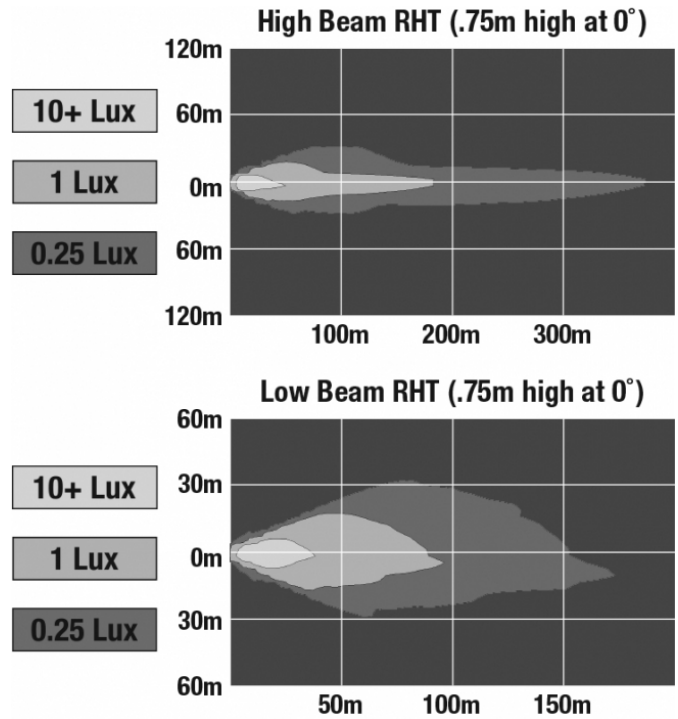 High Beam RHT (.75m high at 0˚)
120m
10+ Lux
60m
1 Lux
0m
0.25 Lux
60m
120m
100m 200m 300m
Low Beam RHT (.75m high at 0˚)
60m
10+ Lux
30m
1 Lux
0m
0.25 Lux
30m
60m
50m 100m 150m